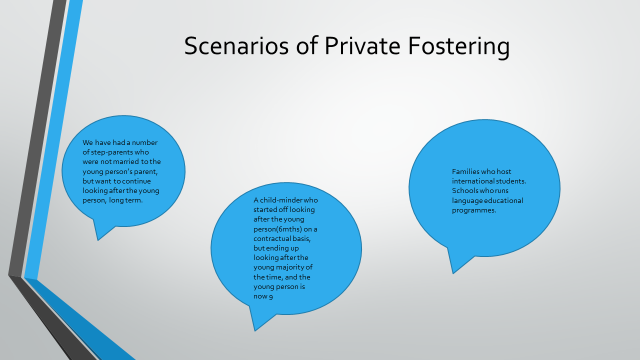 Scenarios of Private Fostering
We have had a number
of step-parents who
were not married to the
young person's parent,
but want to continue
looking after the young
person, long term.
A child-minder who
started off looking
after the young
person(6mths) on a
contractual basis,
but ending up
looking after the
young majority of
the time, and the
young person is
now 9
Families who host
international students.
Schools who runs
language educational
programmes.